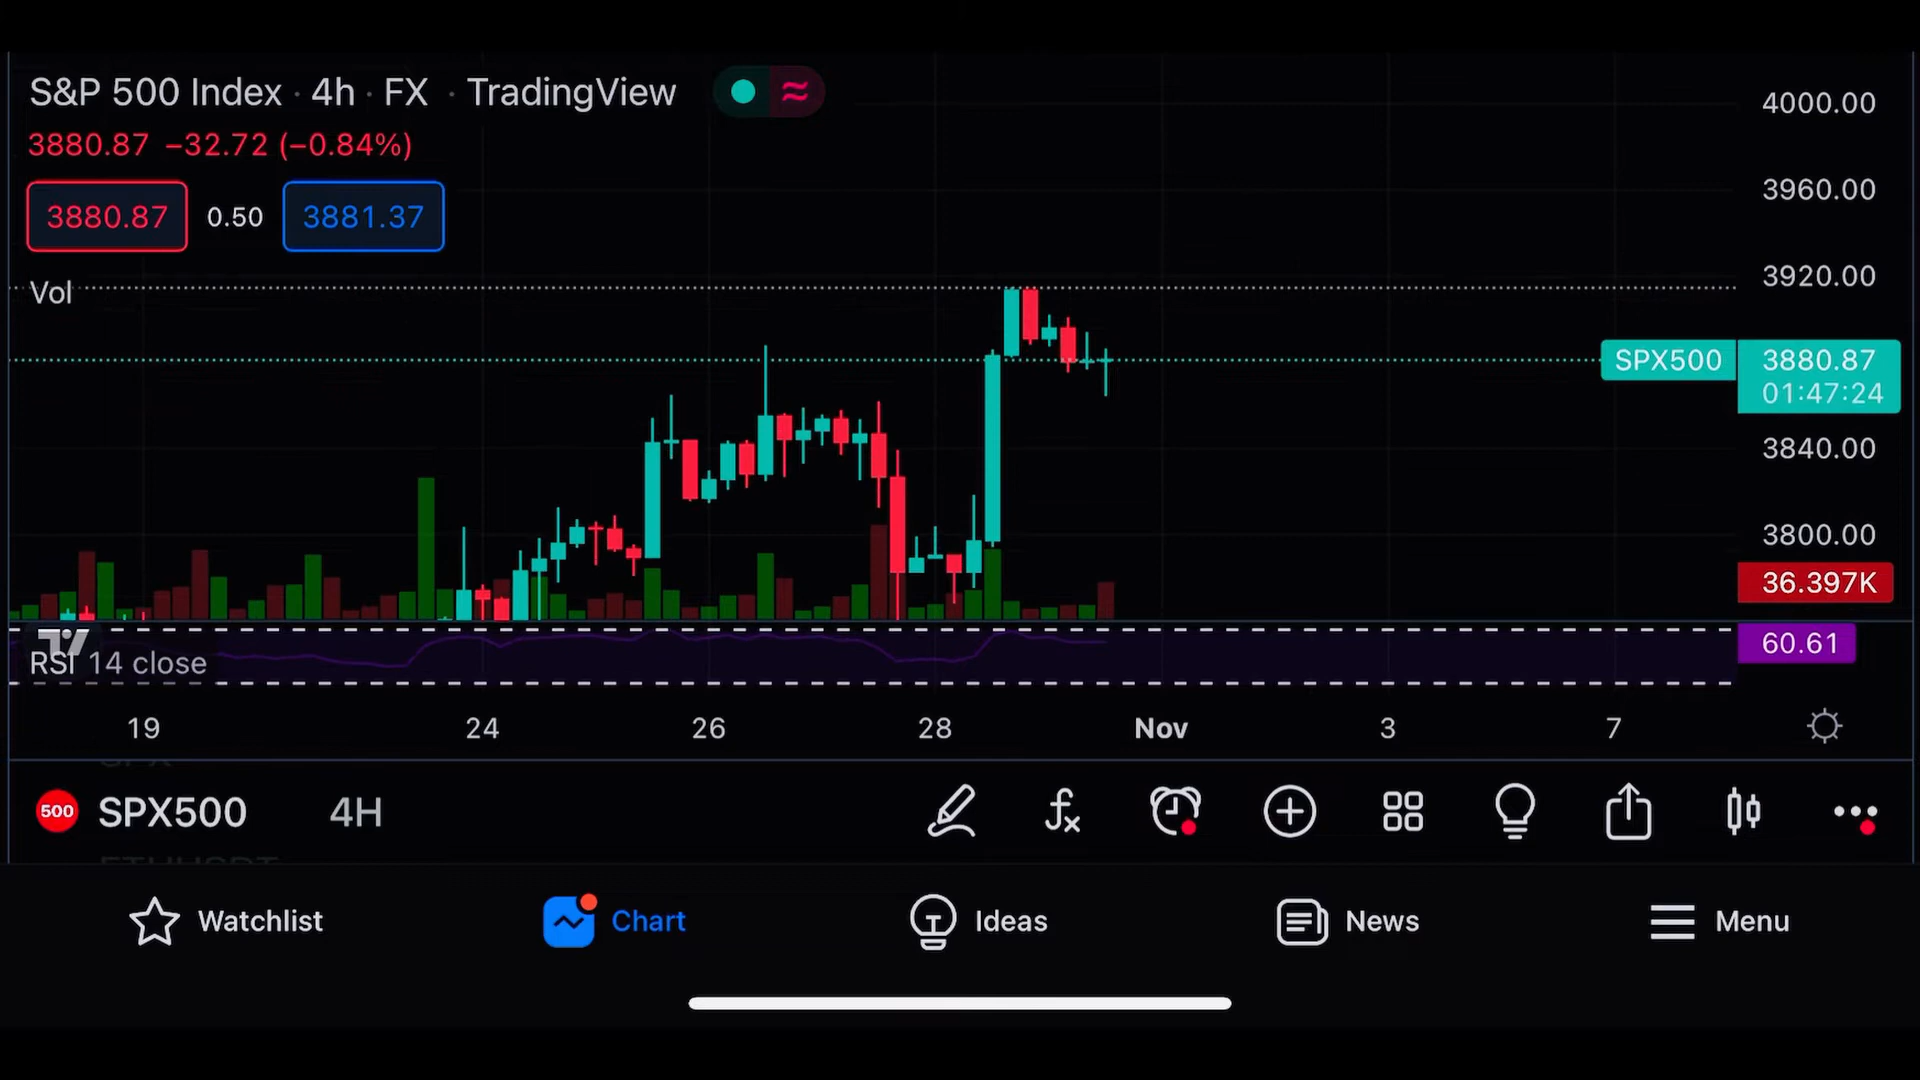 S&P 500 Index · 4h · FX · TradingView
3880.87 −32.72 (−0.84%)
3880.87 0.50 3881.37
Vol
4000.00
3960.00
3920.00
SPX500 3880.87
01:47:24
3840.00
3800.00
36.397K
60.61
RSI 14 close
19 24 26 28 Nov 3 7
500 SPX500 4H
Watchlist Chart Ideas News Menu